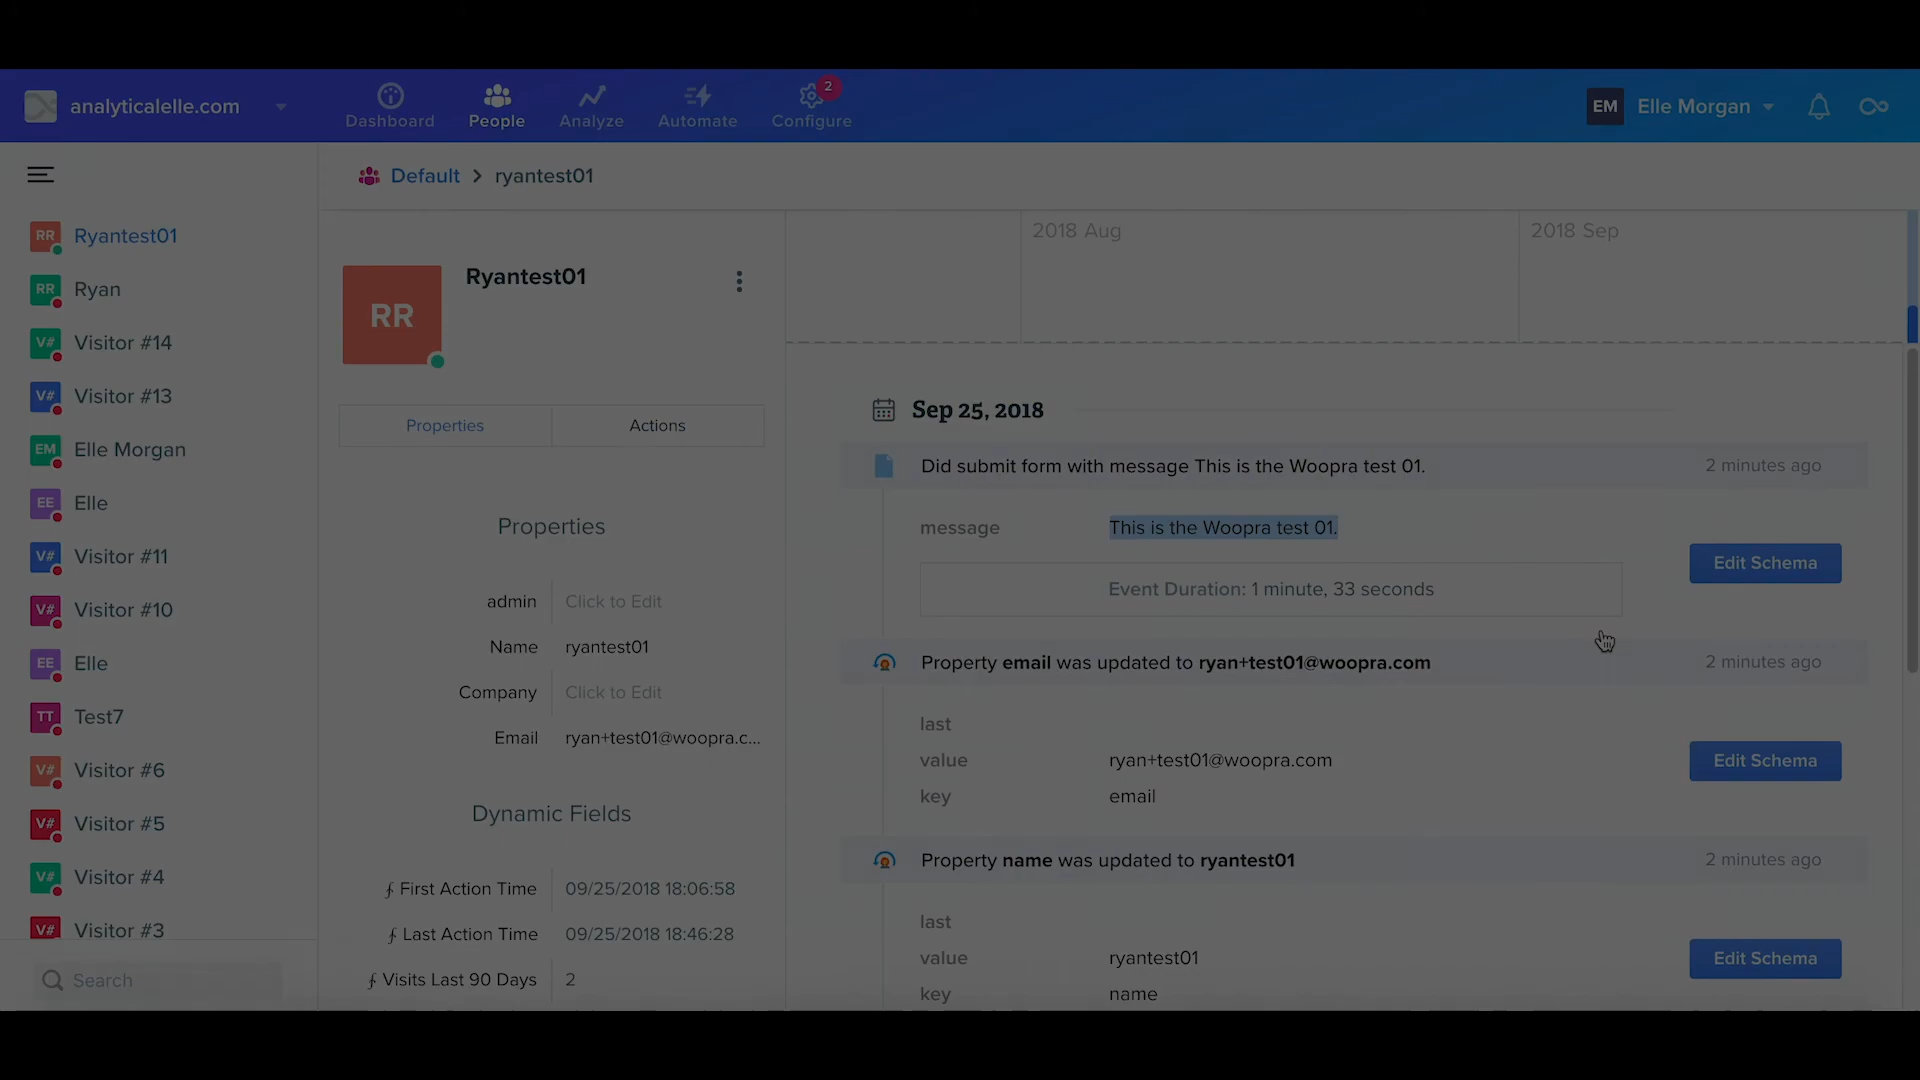 analyticalelle.com
Dashboard
People
Analyze
Automate
2
Configure
EM
Elle Morgan
Default > ryantest01
RR Ryantest01
RR Ryan
V# Visitor #14
V# Visitor #13
EM Elle Morgan
EE Elle
V# Visitor #11
V# Visitor #10
EE Elle
TT Test7
V# Visitor #6
V# Visitor #5
V# Visitor #4
V# Visitor #3
Search
RR
Ryantest01
Properties
Actions
Properties
admin Click to Edit
Name ryantest01
Company Click to Edit
Email ryan+test01@woopra.c...
Dynamic Fields
⨍ First Action Time 09/25/2018 18:06:58
⨍ Last Action Time 09/25/2018 18:46:28
⨍ Visits Last 90 Days 2
2018 Aug
2018 Sep
Sep 25, 2018
Did submit form with message This is the Woopra test 01. 2 minutes ago
message This is the Woopra test 01.
Edit Schema
Event Duration: 1 minute, 33 seconds
Property email was updated to ryan+test01@woopra.com 2 minutes ago
last
value ryan+test01@woopra.com
Edit Schema
key email
Property name was updated to ryantest01 2 minutes ago
last
value ryantest01
Edit Schema
key name